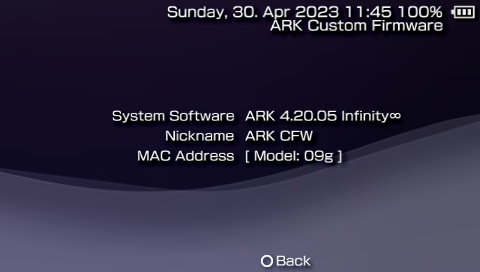 Sunday, 30. Apr 2023 11:45 100%
ARK Custom Firmware
System Software ARK 4.20.05 Infinity∞
Nickname ARK CFW
MAC Address [ Model: 09g ]
Back